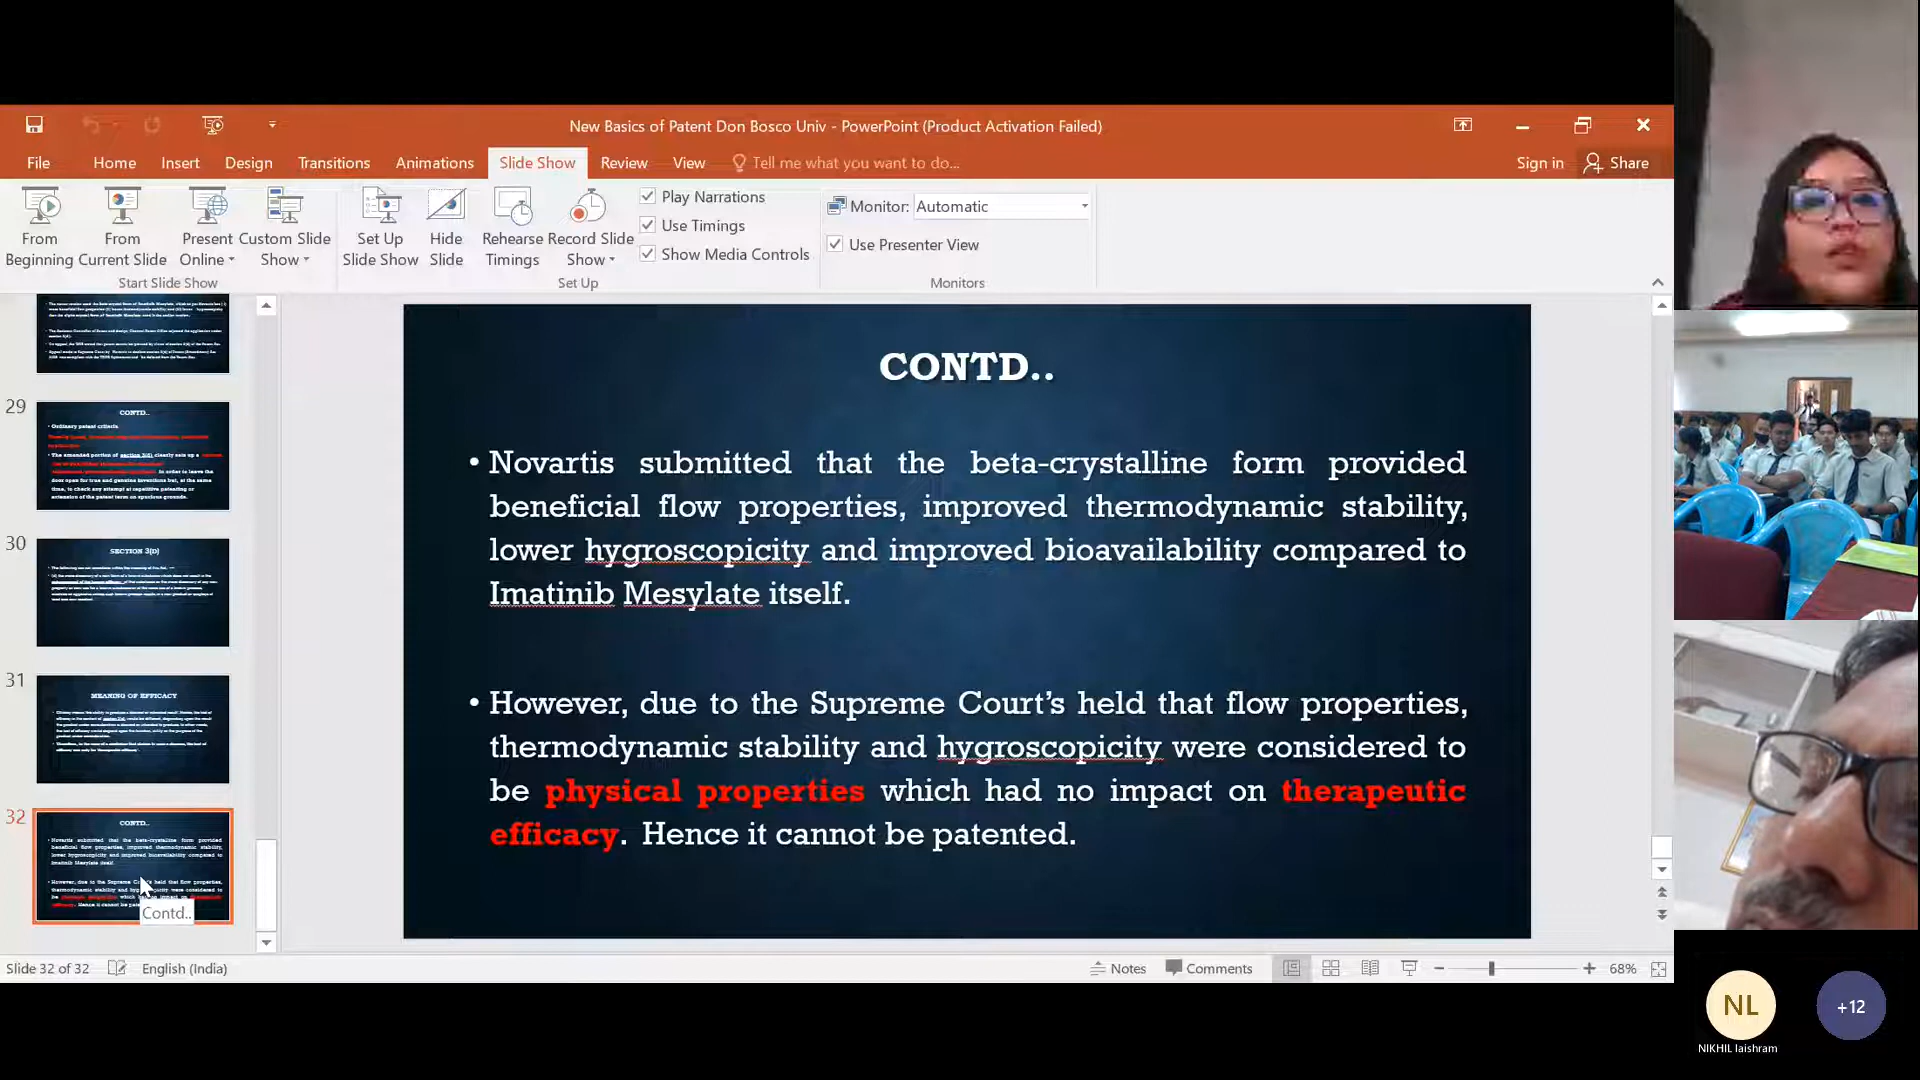 New Basics of Patent Don Bosco Univ - PowerPoint (Product Activation Failed)
File Home Insert Design Transitions Animations Slide Show Review View Tell me what you want to do... Sign in Share
From Beginning
From Current Slide
Present Online
Custom Slide Show
Start Slide Show
Set Up Slide Show
Hide Slide
Rehearse Timings
Record Slide Show
Play Narrations
Use Timings
Show Media Controls
Set Up
Monitor: Automatic
Use Presenter View
Monitors
29
CONTD..
30
SECTION 3(D)
31
MEANING OF EFFICACY
32
CONTD..
Contd..
CONTD..
• Novartis submitted that the beta-crystalline form provided
beneficial flow properties, improved thermodynamic stability,
lower hygroscopicity and improved bioavailability compared to
Imatinib Mesylate itself.
• However, due to the Supreme Court's held that flow properties,
thermodynamic stability and hygroscopicity were considered to
be physical properties which had no impact on therapeutic
efficacy. Hence it cannot be patented.
Slide 32 of 32 English (India) Notes Comments 68%
NL
+12
NIKHIL laishram